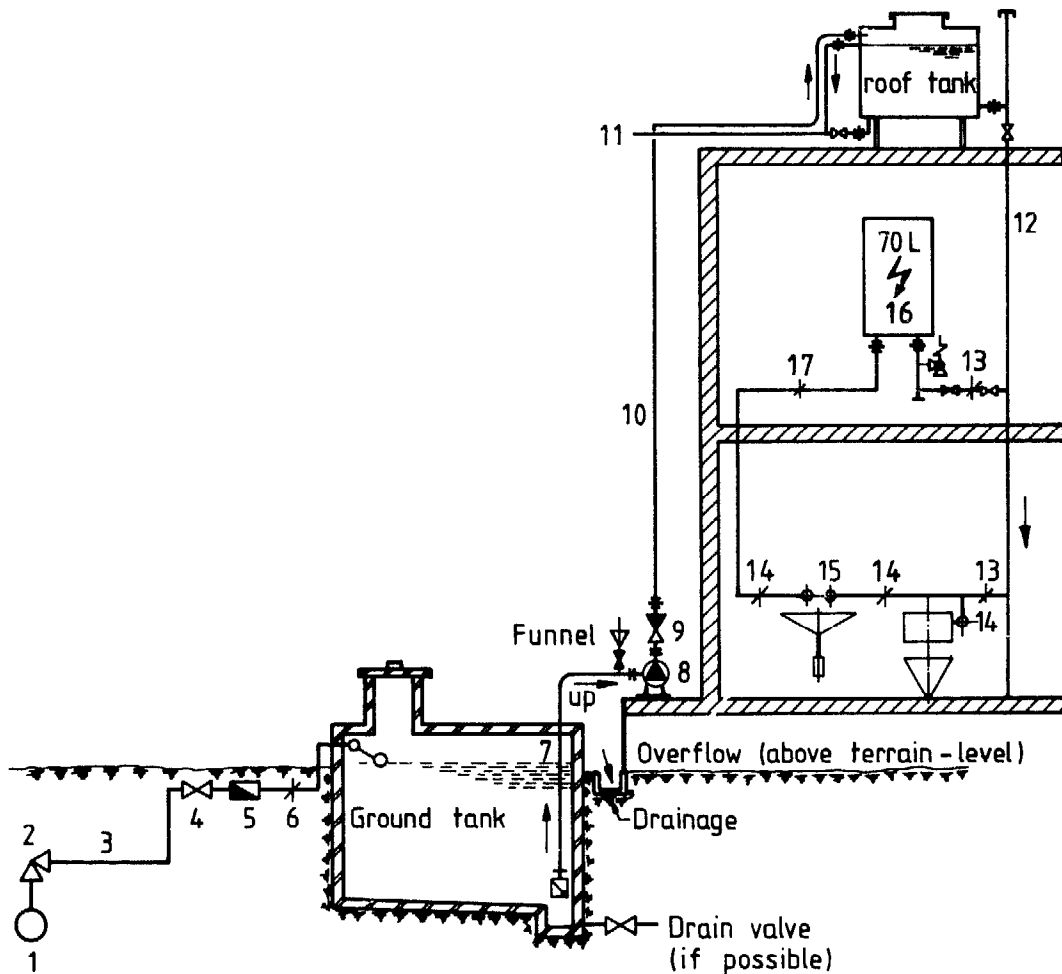 roof tank
11
12
70 L
16
17
13
10
14
15
14
13
14
Funnel
9
8
up
7
Overflow (above terrain-level)
Ground tank
Drainage
4
5
6
2
3
1
Drain valve
(if possible)